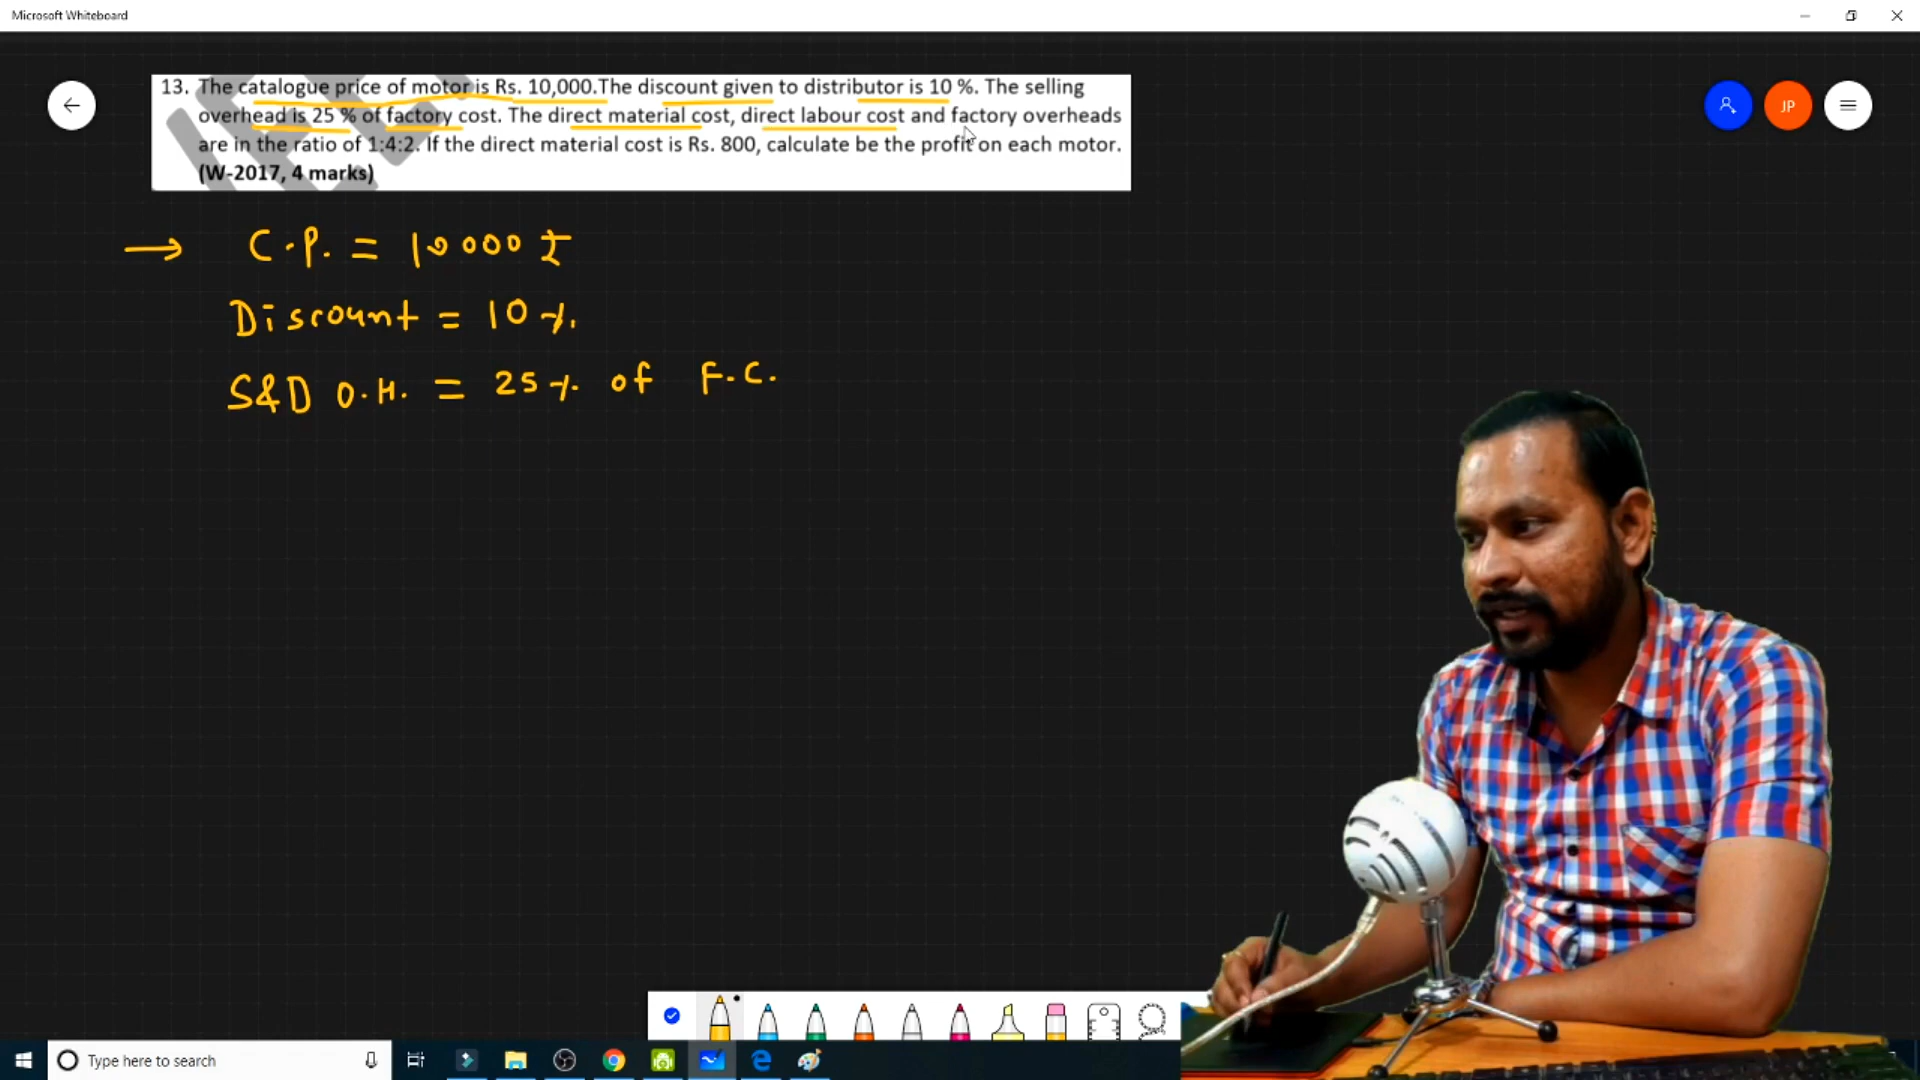 Microsoft Whiteboard
13. The catalogue price of motor is Rs. 10,000.The discount given to distributor is 10 %. The selling
overhead is 25 % of factory cost. The direct material cost, direct labour cost and factory overheads
are in the ratio of 1:4:2. If the direct material cost is Rs. 800, calculate be the profit on each motor.
(W-2017, 4 marks)
JP
→ C.P. = 10000 ₹
Discount = 10 %.
S&D O.H. = 25 %. of F.C.
Type here to search